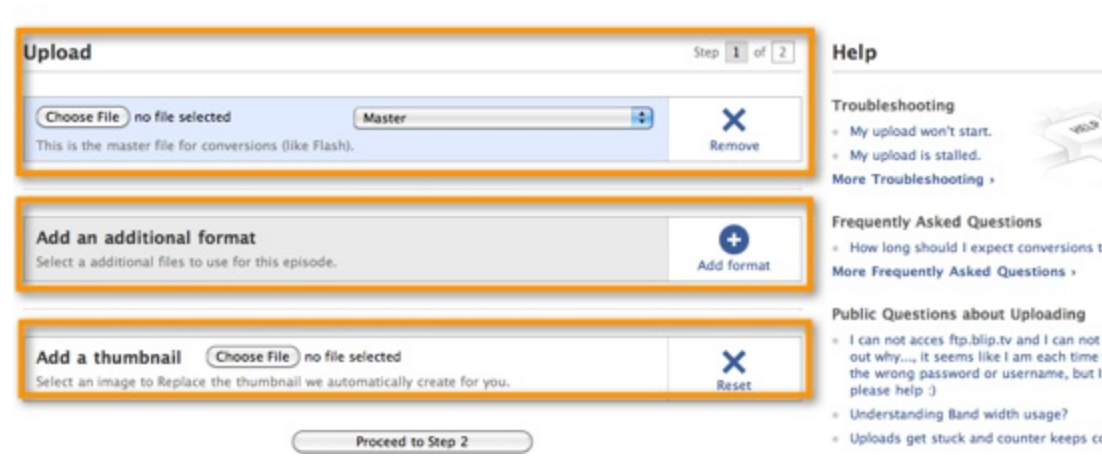 Upload
Step 1 of 2
Choose File no file selected
Master
Remove
This is the master file for conversions (like Flash).
Add an additional format
Select a additional files to use for this episode.
Add format
Add a thumbnail
Choose File no file selected
Select an image to Replace the thumbnail we automatically create for you.
Reset
Proceed to Step 2
Help
Troubleshooting
My upload won't start.
My upload is stalled.
More Troubleshooting ›
HELP
Frequently Asked Questions
How long should I expect conversions t
More Frequently Asked Questions ›
Public Questions about Uploading
I can not acces ftp.blip.tv and I can not
out why..., it seems like I am each time
the wrong password or username, but I
please help :)
Understanding Band width usage?
Uploads get stuck and counter keeps co